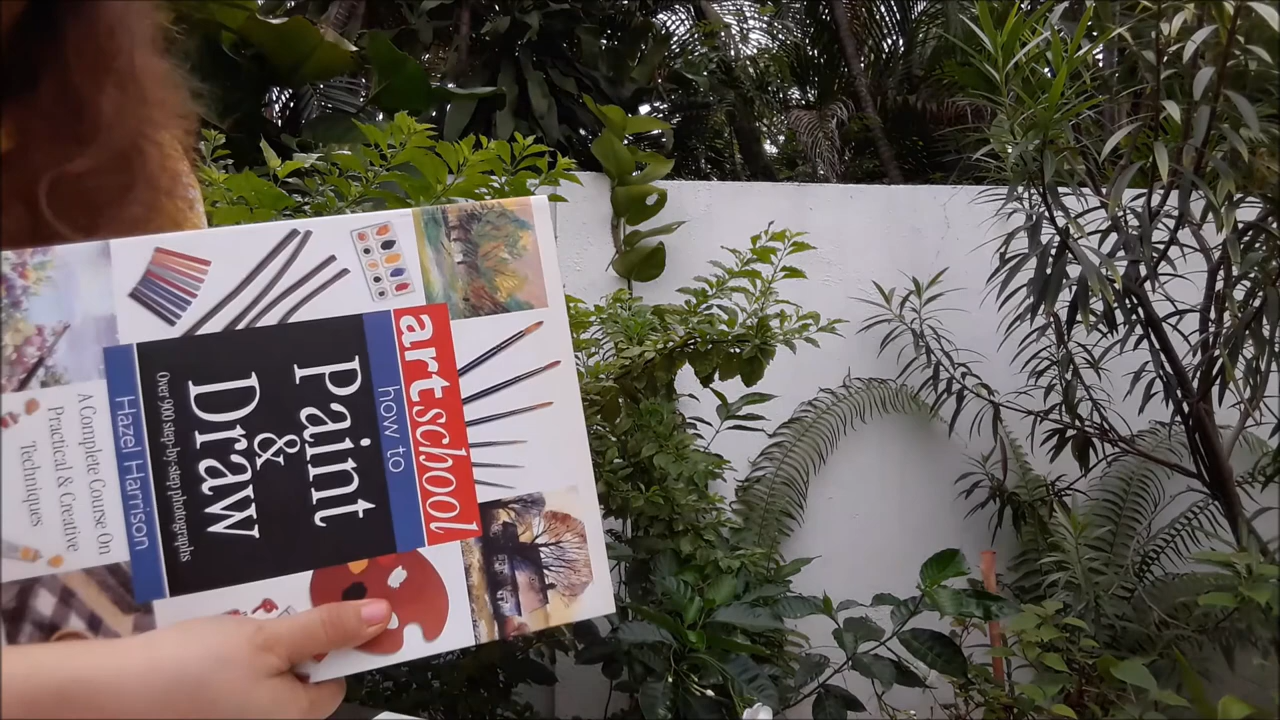 artschool
how to
Paint
&
Draw
Over 900 step-by-step photographs
Hazel Harrison
A Complete Course On
Practical & Creative
Techniques